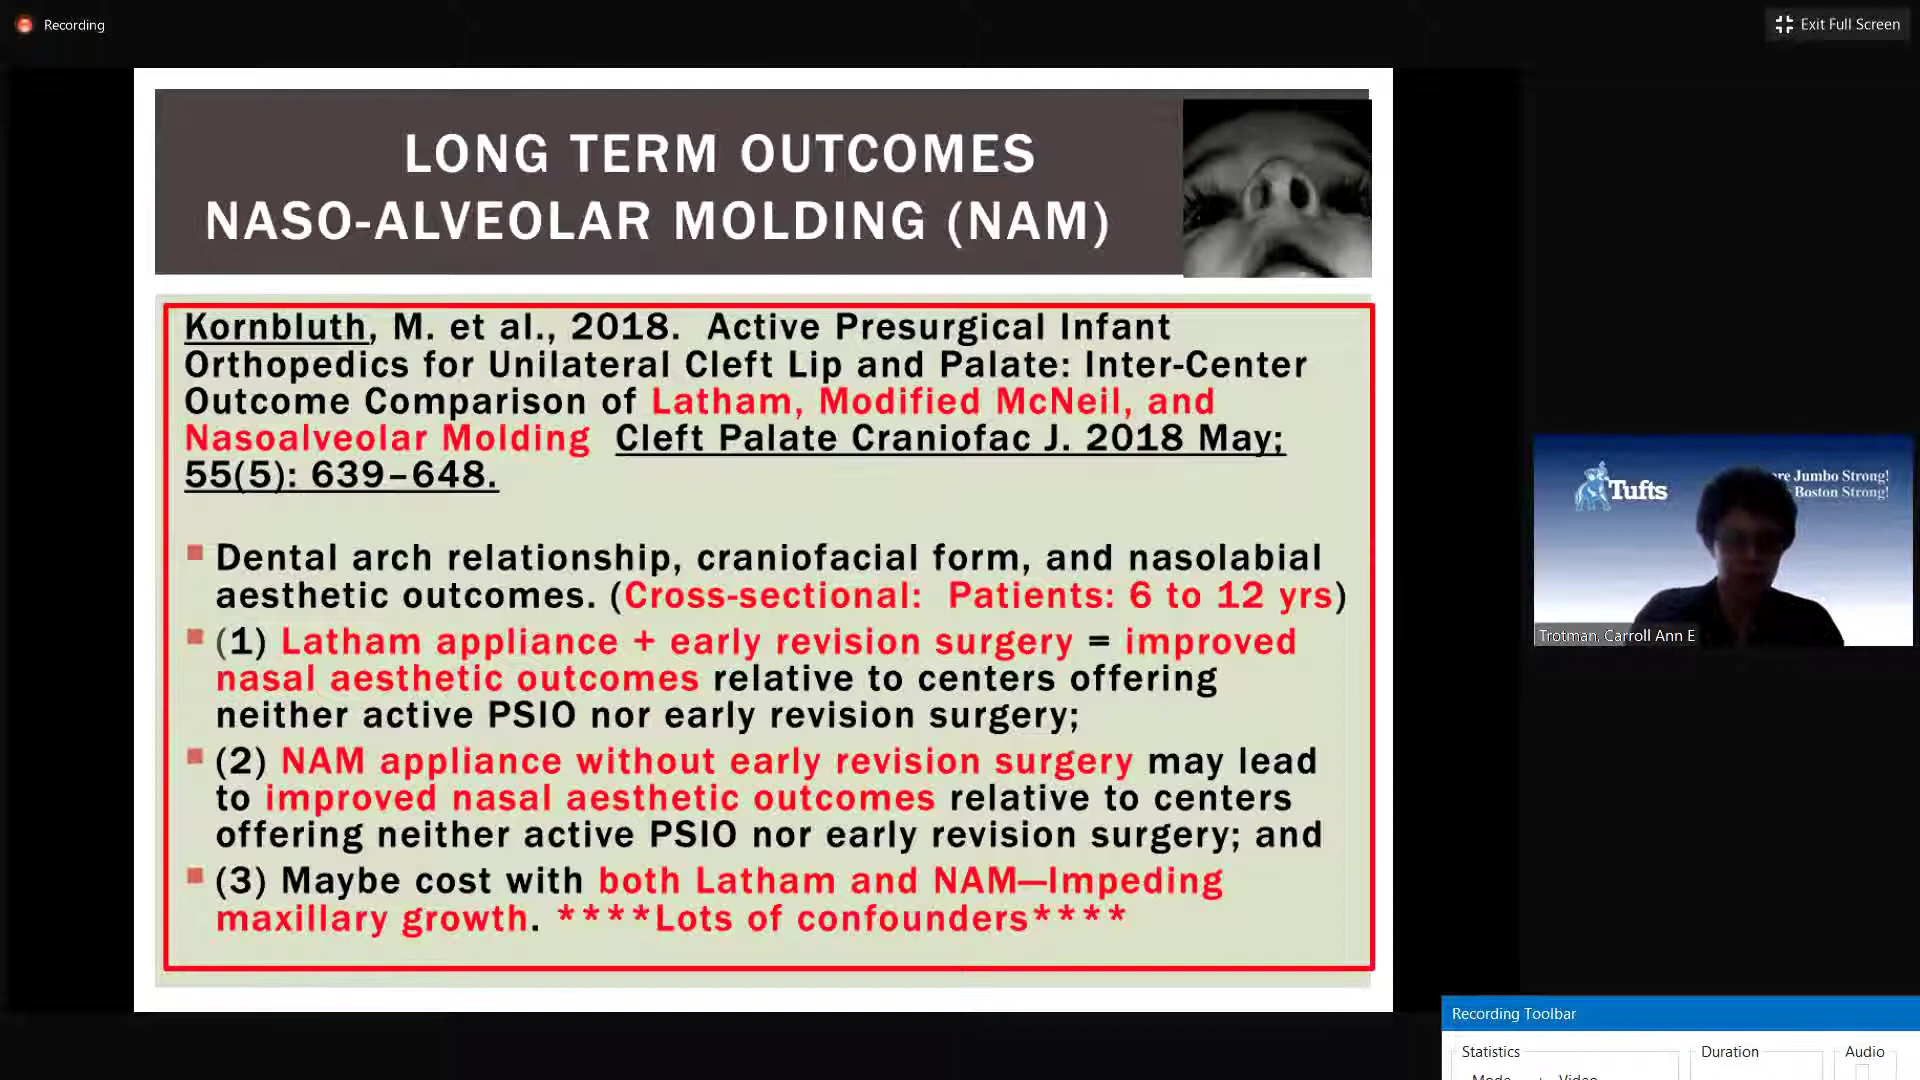 Recording
Exit Full Screen
LONG TERM OUTCOMES
NASO-ALVEOLAR MOLDING (NAM)
Kornbluth, M. et al., 2018. Active Presurgical Infant
Orthopedics for Unilateral Cleft Lip and Palate: Inter-Center
Outcome Comparison of Latham, Modified McNeil, and
Nasoalveolar Molding Cleft Palate Craniofac J. 2018 May;
55(5): 639–648.
Dental arch relationship, craniofacial form, and nasolabial
aesthetic outcomes. (Cross-sectional: Patients: 6 to 12 yrs)
(1) Latham appliance + early revision surgery = improved
nasal aesthetic outcomes relative to centers offering
neither active PSIO nor early revision surgery;
(2) NAM appliance without early revision surgery may lead
to improved nasal aesthetic outcomes relative to centers
offering neither active PSIO nor early revision surgery; and
(3) Maybe cost with both Latham and NAM—Impeding
maxillary growth. ****Lots of confounders****
Tufts
Jumbo Strong!
Boston Strong!
Trotman, Carroll Ann E
Recording Toolbar
Statistics
Duration
Audio